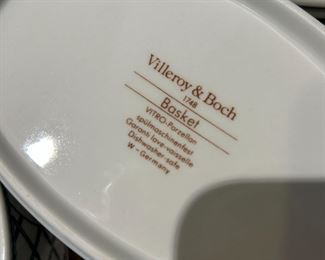 Villeroy & Boch
1748
Basket
VITRO-Porzellan
spülmaschinenfest
Garanti lave-vaisselle
Dishwasher-safe
W - Germany